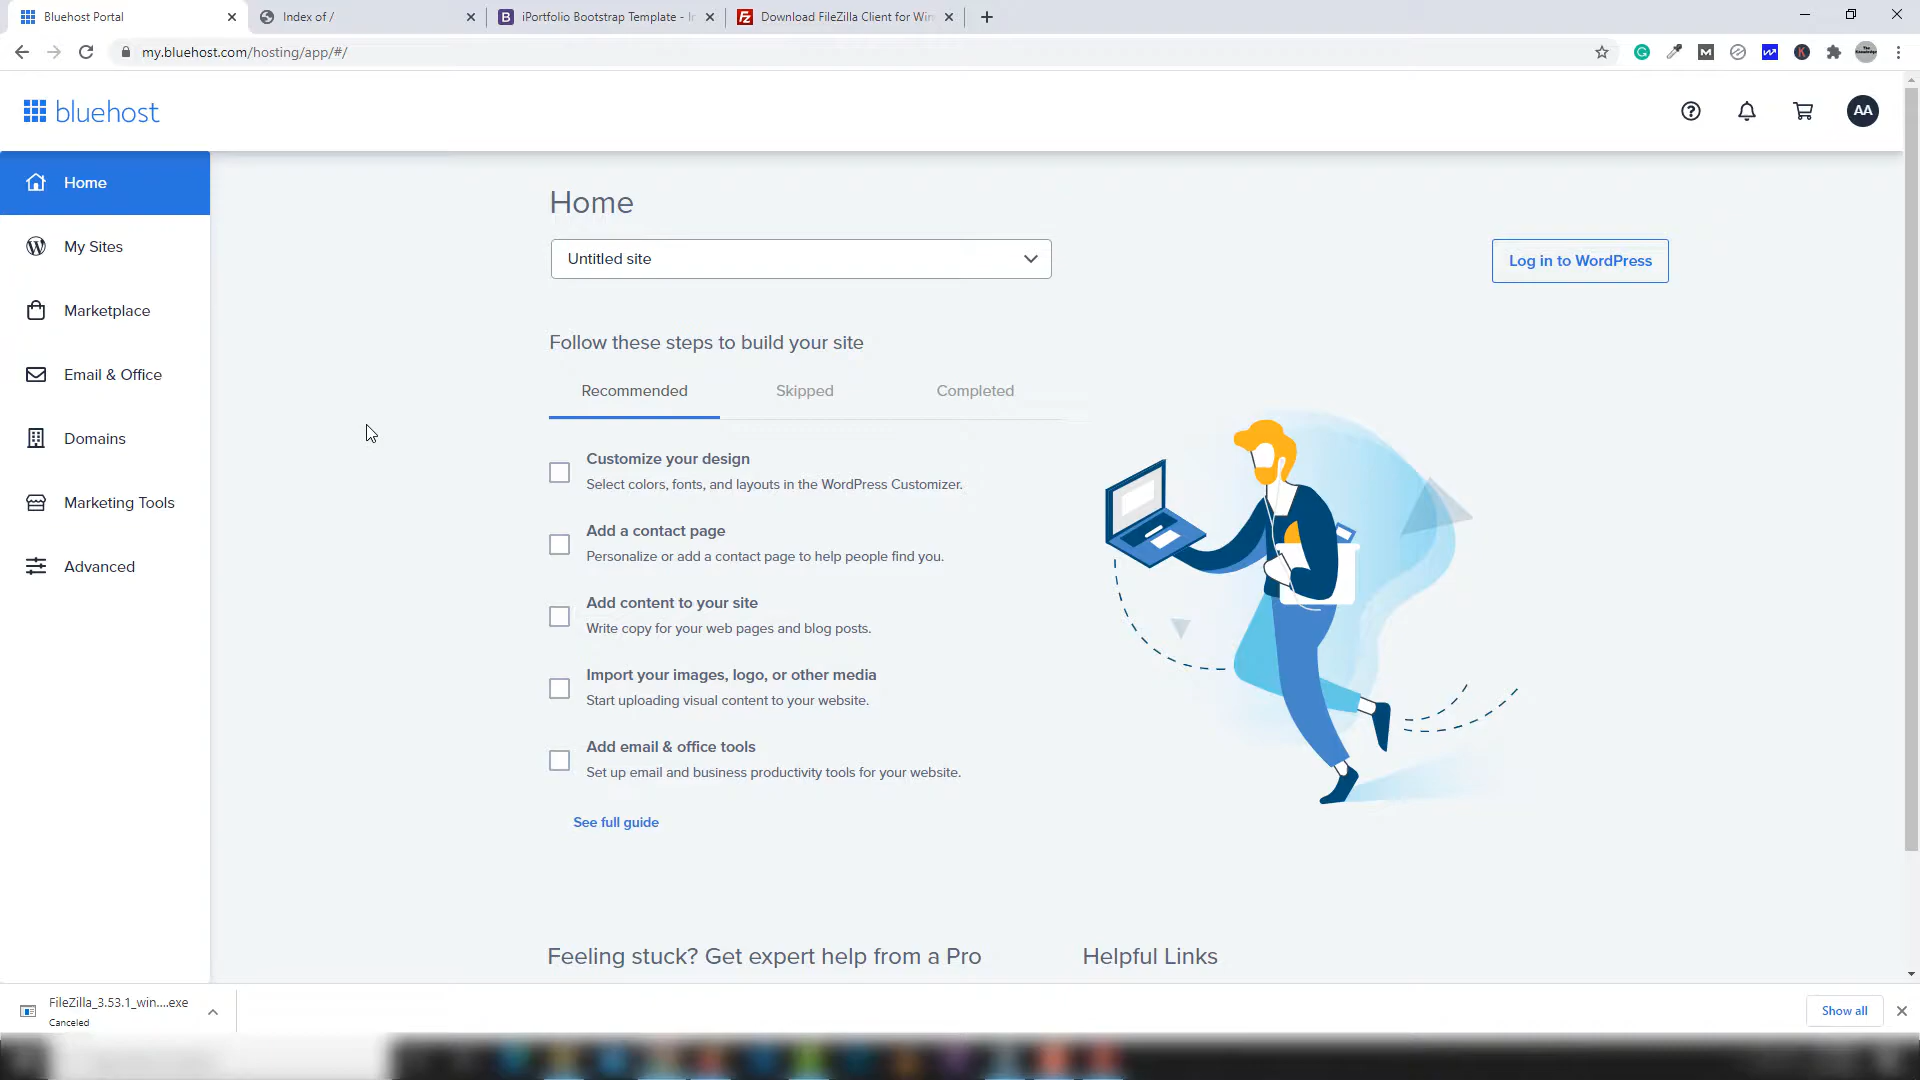 Bluehost Portal
Index of /
iPortfolio Bootstrap Template - I
Download FileZilla Client for Win
my.bluehost.com/hosting/app/#/
bluehost
AA
Home
My Sites
Marketplace
Email & Office
Domains
Marketing Tools
Advanced
Home
Untitled site
Log in to WordPress
Follow these steps to build your site
Recommended
Skipped
Completed
Customize your design
Select colors, fonts, and layouts in the WordPress Customizer.
Add a contact page
Personalize or add a contact page to help people find you.
Add content to your site
Write copy for your web pages and blog posts.
Import your images, logo, or other media
Start uploading visual content to your website.
Add email & office tools
Set up email and business productivity tools for your website.
See full guide
Feeling stuck? Get expert help from a Pro
Helpful Links
FileZilla_3.53.1_win....exe
Canceled
Show all